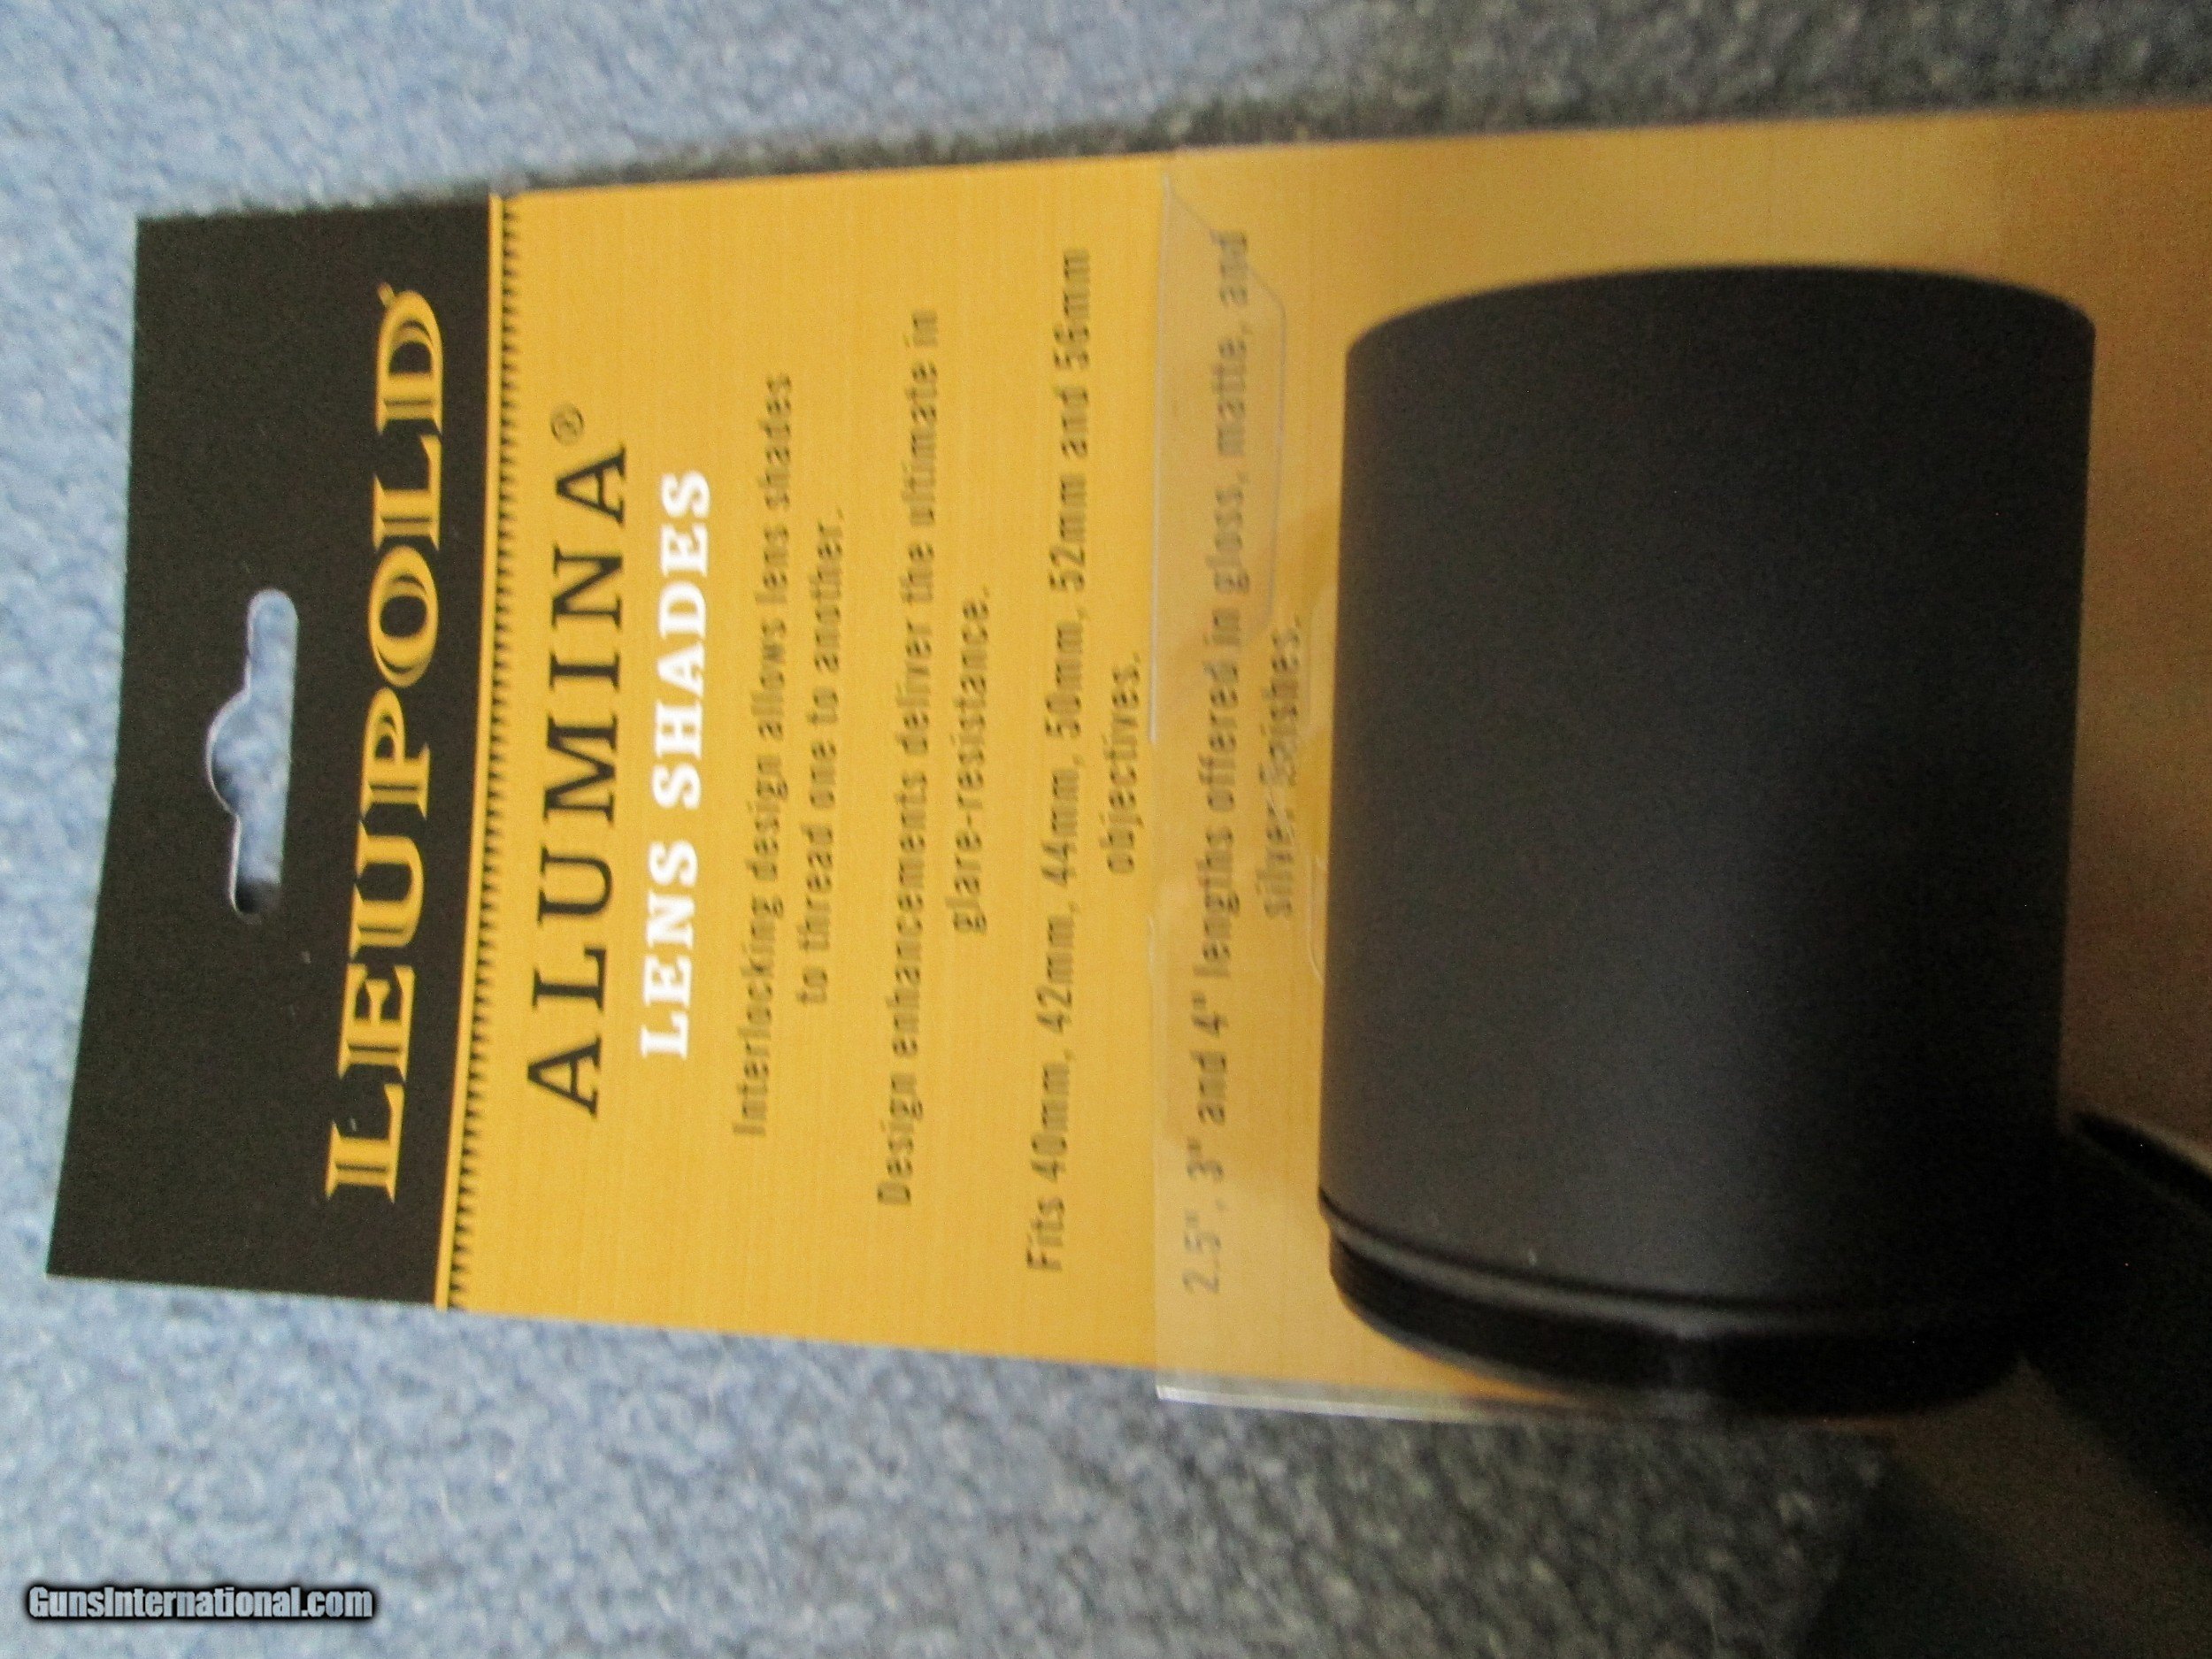 LEUPOLD®
ALUMINA®
LENS SHADES
Interlocking design allows lens shades
to thread one to another.
Design enhancements deliver the ultimate in
glare-resistance.
Fits 40mm, 42mm, 44mm, 50mm, 52mm and 56mm
objectives.
2.5", 3" and 4" lengths offered in gloss, matte, and
silver finishes.
GunsInternational.com